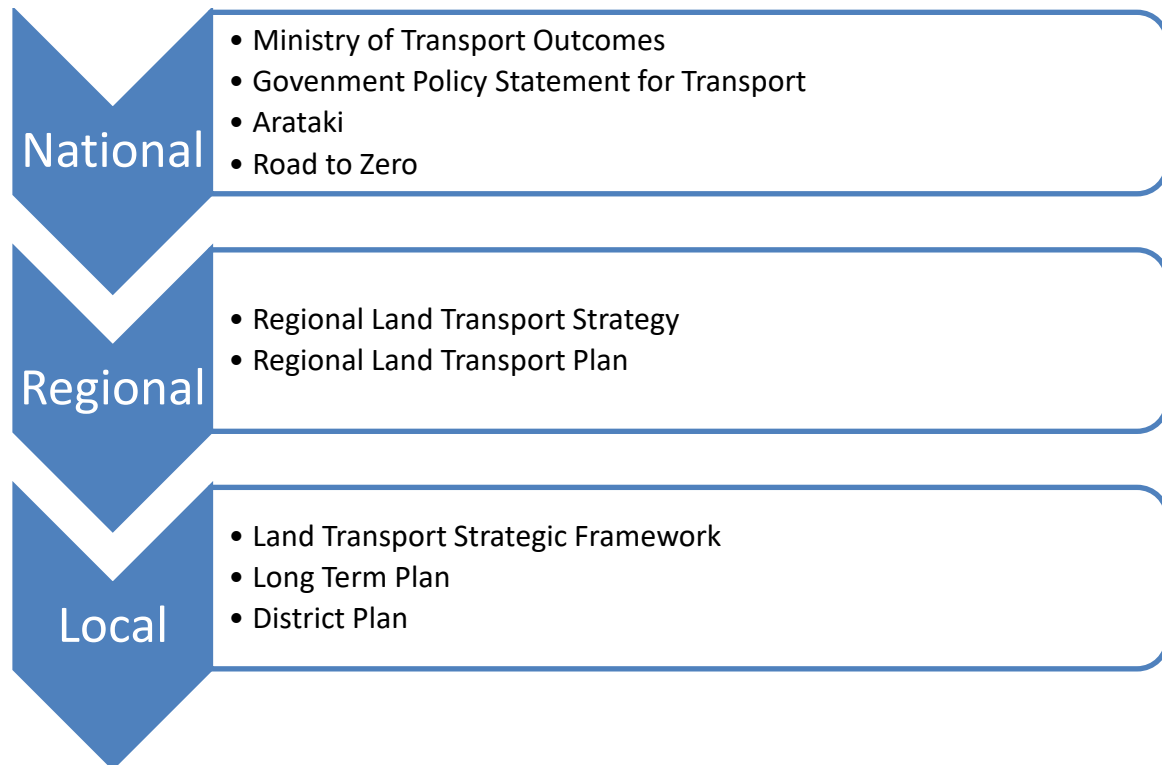 National
• Ministry of Transport Outcomes
• Govenment Policy Statement for Transport
• Arataki
• Road to Zero
Regional
• Regional Land Transport Strategy
• Regional Land Transport Plan
Local
• Land Transport Strategic Framework
• Long Term Plan
• District Plan